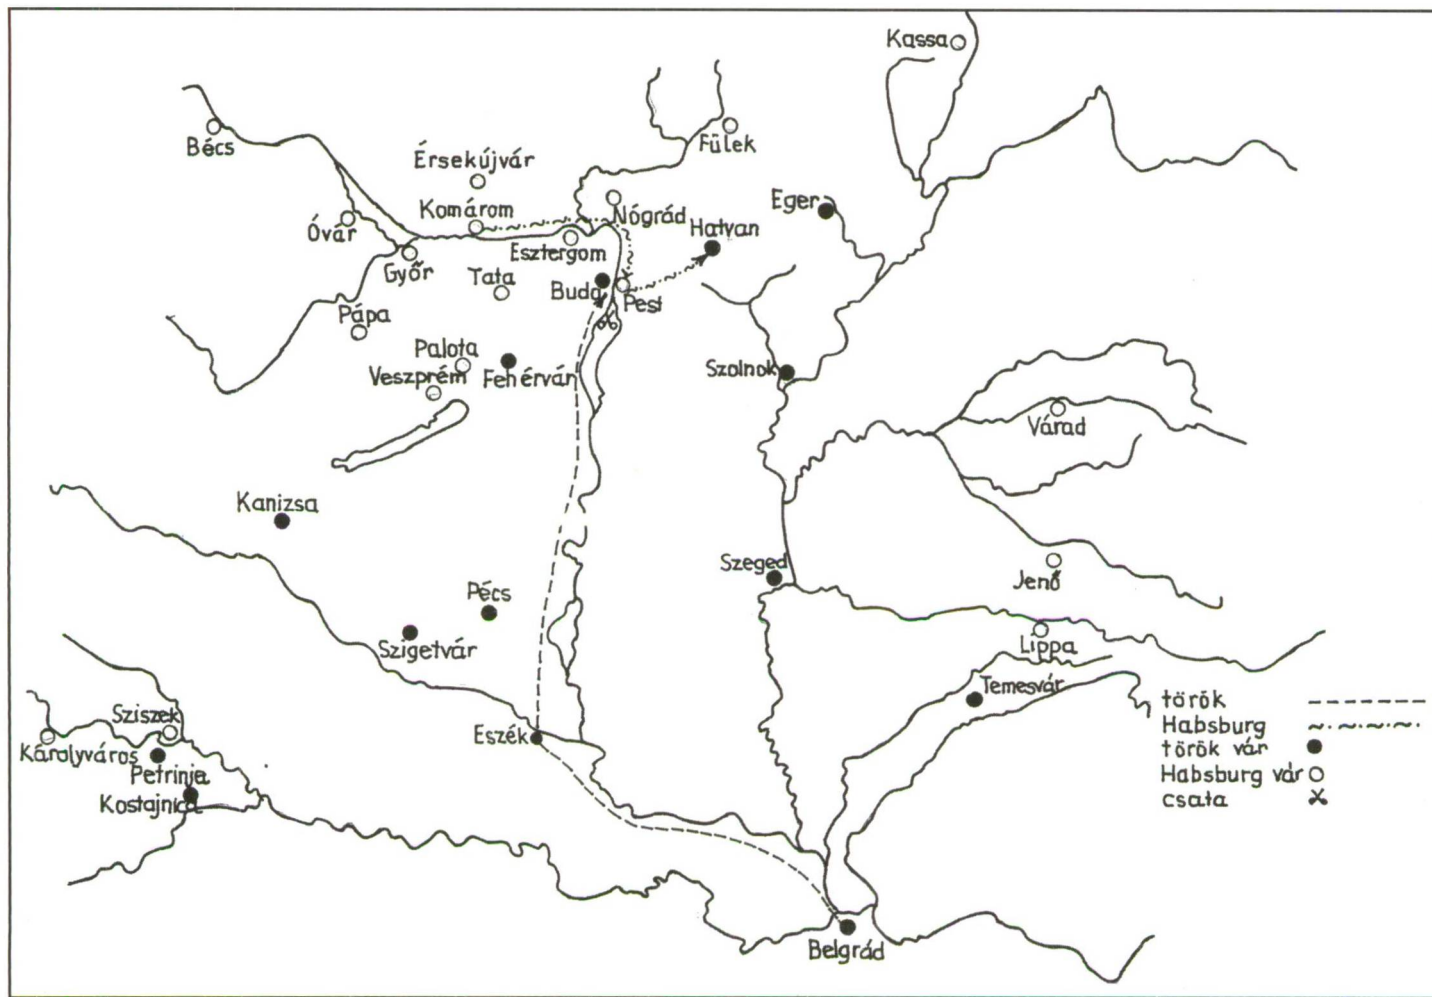 Kassa
Bécs
Fülek
Érsekújvár
Komárom
Nógrád
Eger
Óvár
Hatvan
Esztergom
Győr
Tata
Buda
Pest
Pápa
Palota
Veszprém
Fehérvár
Szolnok
Várad
Kanizsa
Szeged
Jenő
Pécs
Szigetvár
Lippa
Temesvár
Sziszek
Károlyváros
Eszék
Petrinja
Kostajnica
Belgrád
török
Habsburg
török vár
Habsburg vár
csata